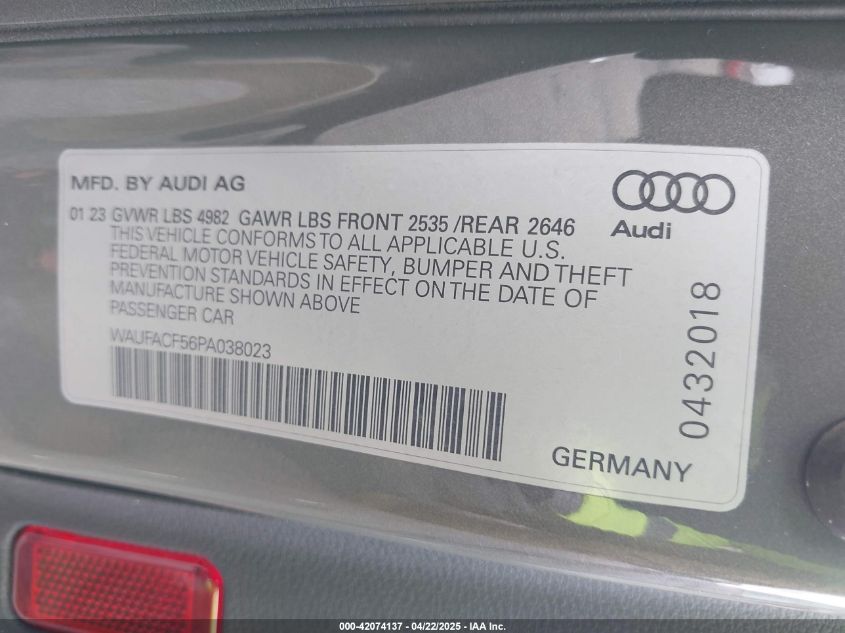 MFD. BY AUDI AG
01 23 GVWR LBS 4982 GAWR LBS FRONT 2535 /REAR 2646
THIS VEHICLE CONFORMS TO ALL APPLICABLE U.S.
FEDERAL MOTOR VEHICLE SAFETY, BUMPER AND THEFT
PREVENTION STANDARDS IN EFFECT ON THE DATE OF
MANUFACTURE SHOWN ABOVE
PASSENGER CAR
WAUFACF56PA038023
Audi
0432018
GERMANY
000-42074137 - 04/22/2025 - IAA Inc.